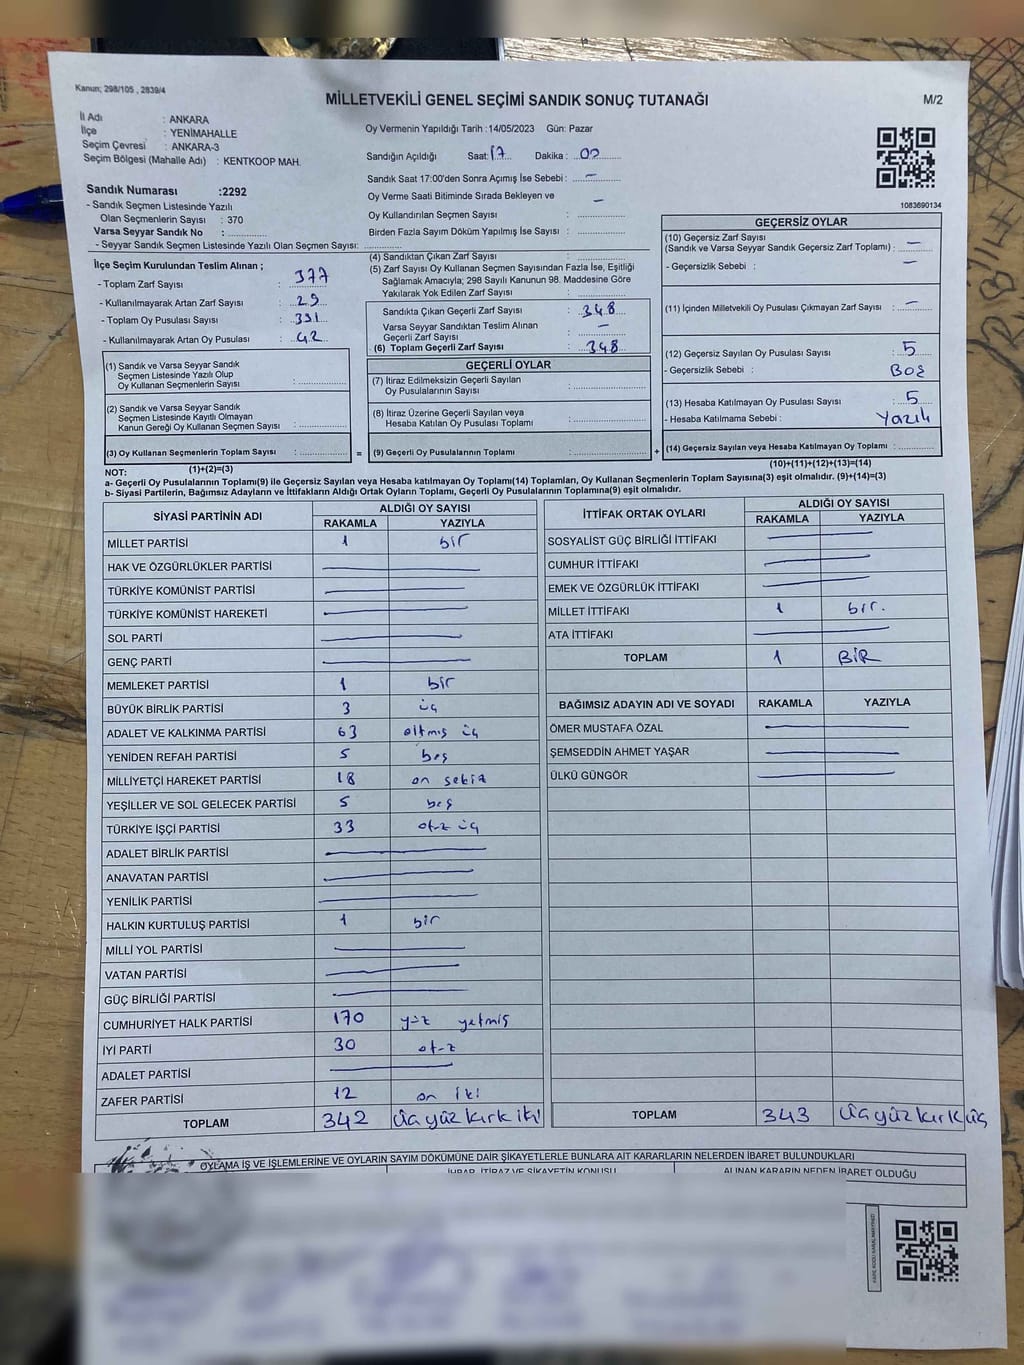 Kanun; 298/105 , 2839/4
MİLLETVEKİLİ GENEL SEÇİMİ SANDIK SONUÇ TUTANAĞI
M/2
İl Adı : ANKARA
İlçe : YENİMAHALLE
Seçim Çevresi : ANKARA-3
Seçim Bölgesi (Mahalle Adı) : KENTKOOP MAH.
Sandık Numarası :2292
- Sandık Seçmen Listesinde Yazılı
Olan Seçmenlerin Sayısı : 370
Varsa Seyyar Sandık No :
- Seyyar Sandık Seçmen Listesinde Yazılı Olan Seçmen Sayısı:
Oy Vermenin Yapıldığı Tarih :14/05/2023 Gün: Pazar
Sandığın Açıldığı Saat: 17 Dakika : 00
Sandık Saat 17:00'den Sonra Açımış İse Sebebi : –
Oy Verme Saati Bitiminde Sırada Bekleyen ve –
Oy Kullandırılan Seçmen Sayısı :
Birden Fazla Sayım Döküm Yapılmış İse Sayısı :
1083690134
İlçe Seçim Kurulundan Teslim Alınan ;
- Toplam Zarf Sayısı : 377
- Kullanılmayarak Artan Zarf Sayısı : 29
- Toplam Oy Pusulası Sayısı : 391
- Kullanılmayarak Artan Oy Pusulası : 42
(1) Sandık ve Varsa Seyyar Sandık
Seçmen Listesinde Yazılı Olup
Oy Kullanan Seçmenlerin Sayısı :
(2) Sandık ve Varsa Seyyar Sandık
Seçmen Listesinde Kayıtlı Olmayan
Kanun Gereği Oy Kullanan Seçmen Sayısı :
(3) Oy Kullanan Seçmenlerin Toplam Sayısı :
(4) Sandıktan Çıkan Zarf Sayısı :
(5) Zarf Sayısı Oy Kullanan Seçmen Sayısından Fazla İse, Eşitliği
Sağlamak Amacıyla; 298 Sayılı Kanunun 98. Maddesine Göre
Yakılarak Yok Edilen Zarf Sayısı :
Sandıkta Çıkan Geçerli Zarf Sayısı : 348
Varsa Seyyar Sandıktan Teslim Alınan
Geçerli Zarf Sayısı : –
(6) Toplam Geçerli Zarf Sayısı : 348
GEÇERLİ OYLAR
(7) İtiraz Edilmeksizin Geçerli Sayılan
Oy Pusulalarının Sayısı :
(8) İtiraz Üzerine Geçerli Sayılan veya
Hesaba Katılan Oy Pusulası Toplamı :
= (9) Geçerli Oy Pusulalarının Toplamı :
GEÇERSİZ OYLAR
(10) Geçersiz Zarf Sayısı
(Sandık ve Varsa Seyyar Sandık Geçersiz Zarf Toplamı) : –
- Geçersizlik Sebebi : –
(11) İçinden Milletvekili Oy Pusulası Çıkmayan Zarf Sayısı : –
(12) Geçersiz Sayılan Oy Pusulası Sayısı : 5
- Geçersizlik Sebebi : BOŞ
(13) Hesaba Katılmayan Oy Pusulası Sayısı : 5
- Hesaba Katılmama Sebebi : Yazılı
+ (14) Geçersiz Sayılan veya Hesaba Katılmayan Oy Toplamı :
NOT: (1)+(2)=(3)
(10)+(11)+(12)+(13)=(14)
a- Geçerli Oy Pusulalarının Toplamı(9) ile Geçersiz Sayılan veya Hesaba katılmayan Oy Toplamı(14) Toplamları, Oy Kullanan Seçmenlerin Toplam Sayısına(3) eşit olmalıdır. (9)+(14)=(3)
b- Siyasi Partilerin, Bağımsız Adayların ve İttifakların Aldığı Ortak Oyların Toplamı, Geçerli Oy Pusulalarının Toplamına(9) eşit olmalıdır.
SİYASİ PARTİNİN ADI ALDIĞI OY SAYISI
RAKAMLA YAZIYLA
MİLLET PARTİSİ 1 bir
HAK VE ÖZGÜRLÜKLER PARTİSİ
TÜRKİYE KOMÜNİST PARTİSİ
TÜRKİYE KOMÜNİST HAREKETİ
SOL PARTİ
GENÇ PARTİ
MEMLEKET PARTİSİ 1 bir
BÜYÜK BİRLİK PARTİSİ 3 üç
ADALET VE KALKINMA PARTİSİ 63 altmış üç
YENİDEN REFAH PARTİSİ 5 beş
MİLLİYETÇİ HAREKET PARTİSİ 18 on sekiz
YEŞİLLER VE SOL GELECEK PARTİSİ 5 beş
TÜRKİYE İŞÇİ PARTİSİ 33 otuz üç
ADALET BİRLİK PARTİSİ
ANAVATAN PARTİSİ
YENİLİK PARTİSİ
HALKIN KURTULUŞ PARTİSİ 1 bir
MİLLİ YOL PARTİSİ
VATAN PARTİSİ
GÜÇ BİRLİĞİ PARTİSİ
CUMHURİYET HALK PARTİSİ 170 yüz yetmiş
İYİ PARTİ 30 otuz
ADALET PARTİSİ
ZAFER PARTİSİ 12 on iki
TOPLAM 342 Üçyüz kırk iki
İTTİFAK ORTAK OYLARI ALDIĞI OY SAYISI
RAKAMLA YAZIYLA
SOSYALİST GÜÇ BİRLİĞİ İTTİFAKI
CUMHUR İTTİFAKI
EMEK VE ÖZGÜRLÜK İTTİFAKI
MİLLET İTTİFAKI 1 bir.
ATA İTTİFAKI
TOPLAM 1 BİR
BAĞIMSIZ ADAYIN ADI VE SOYADI RAKAMLA YAZIYLA
ÖMER MUSTAFA ÖZAL
ŞEMSEDDİN AHMET YAŞAR
ÜLKÜ GÜNGÖR
TOPLAM 343 Üçyüz kırk üç
OYLAMA İŞ VE İŞLEMLERİNE VE OYLARIN SAYIM DÖKÜMÜNE DAİR ŞİKAYETLERLE BUNLARA AİT KARARLARIN NELERDEN İBARET BULUNDUKLARI
İHBAR, İTİRAZ VE ŞİKAYETİN KONUSU ALINAN KARARIN NEDEN İBARET OLDUĞU